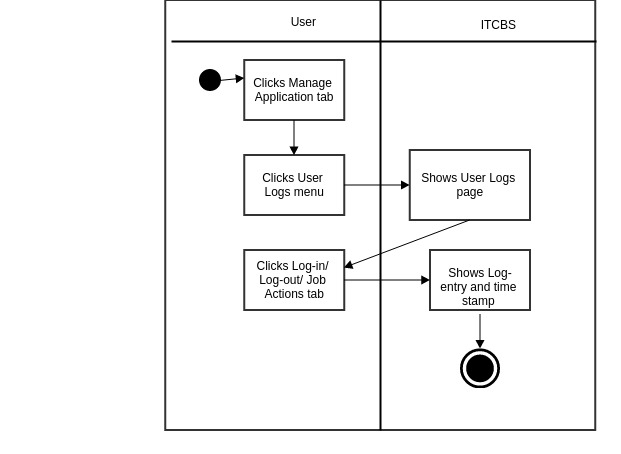 User
ITCBS
Clicks Manage
Application tab
Clicks User
Logs menu
Shows User Logs
page
Clicks Log-in/
Log-out/ Job
Actions tab
Shows Log-
entry and time
stamp